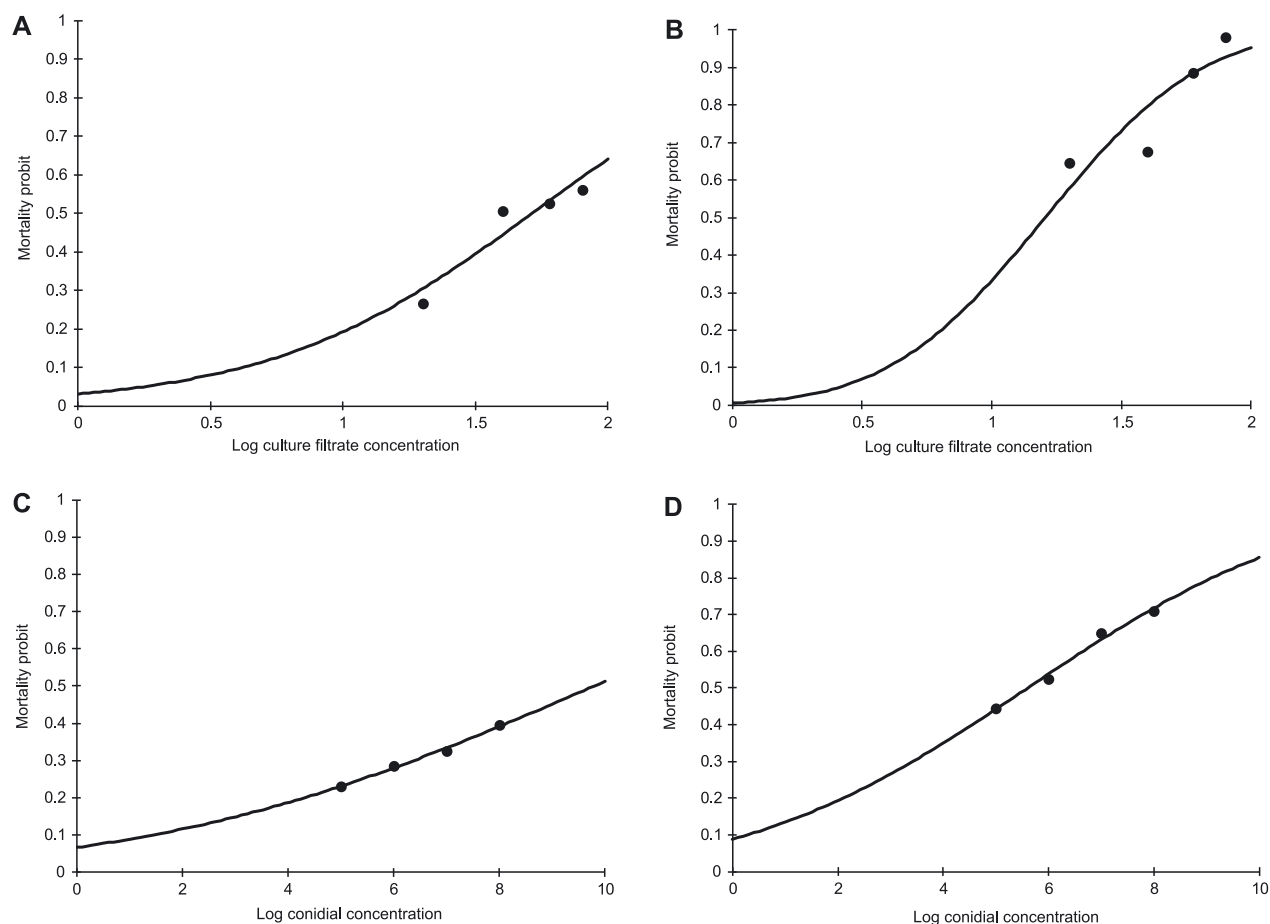 A
Mortality probit
1
0.9
0.8
0.7
0.6
0.5
0.4
0.3
0.2
0.1
0
0 0.5 1 1.5 2
Log culture filtrate concentration
B
Mortality probit
1
0.9
0.8
0.7
0.6
0.5
0.4
0.3
0.2
0.1
0
0 0.5 1 1.5 2
Log culture filtrate concentration
C
Mortality probit
1
0.9
0.8
0.7
0.6
0.5
0.4
0.3
0.2
0.1
0
0 2 4 6 8 10
Log conidial concentration
D
Mortality probit
1
0.9
0.8
0.7
0.6
0.5
0.4
0.3
0.2
0.1
0
0 2 4 6 8 10
Log conidial concentration